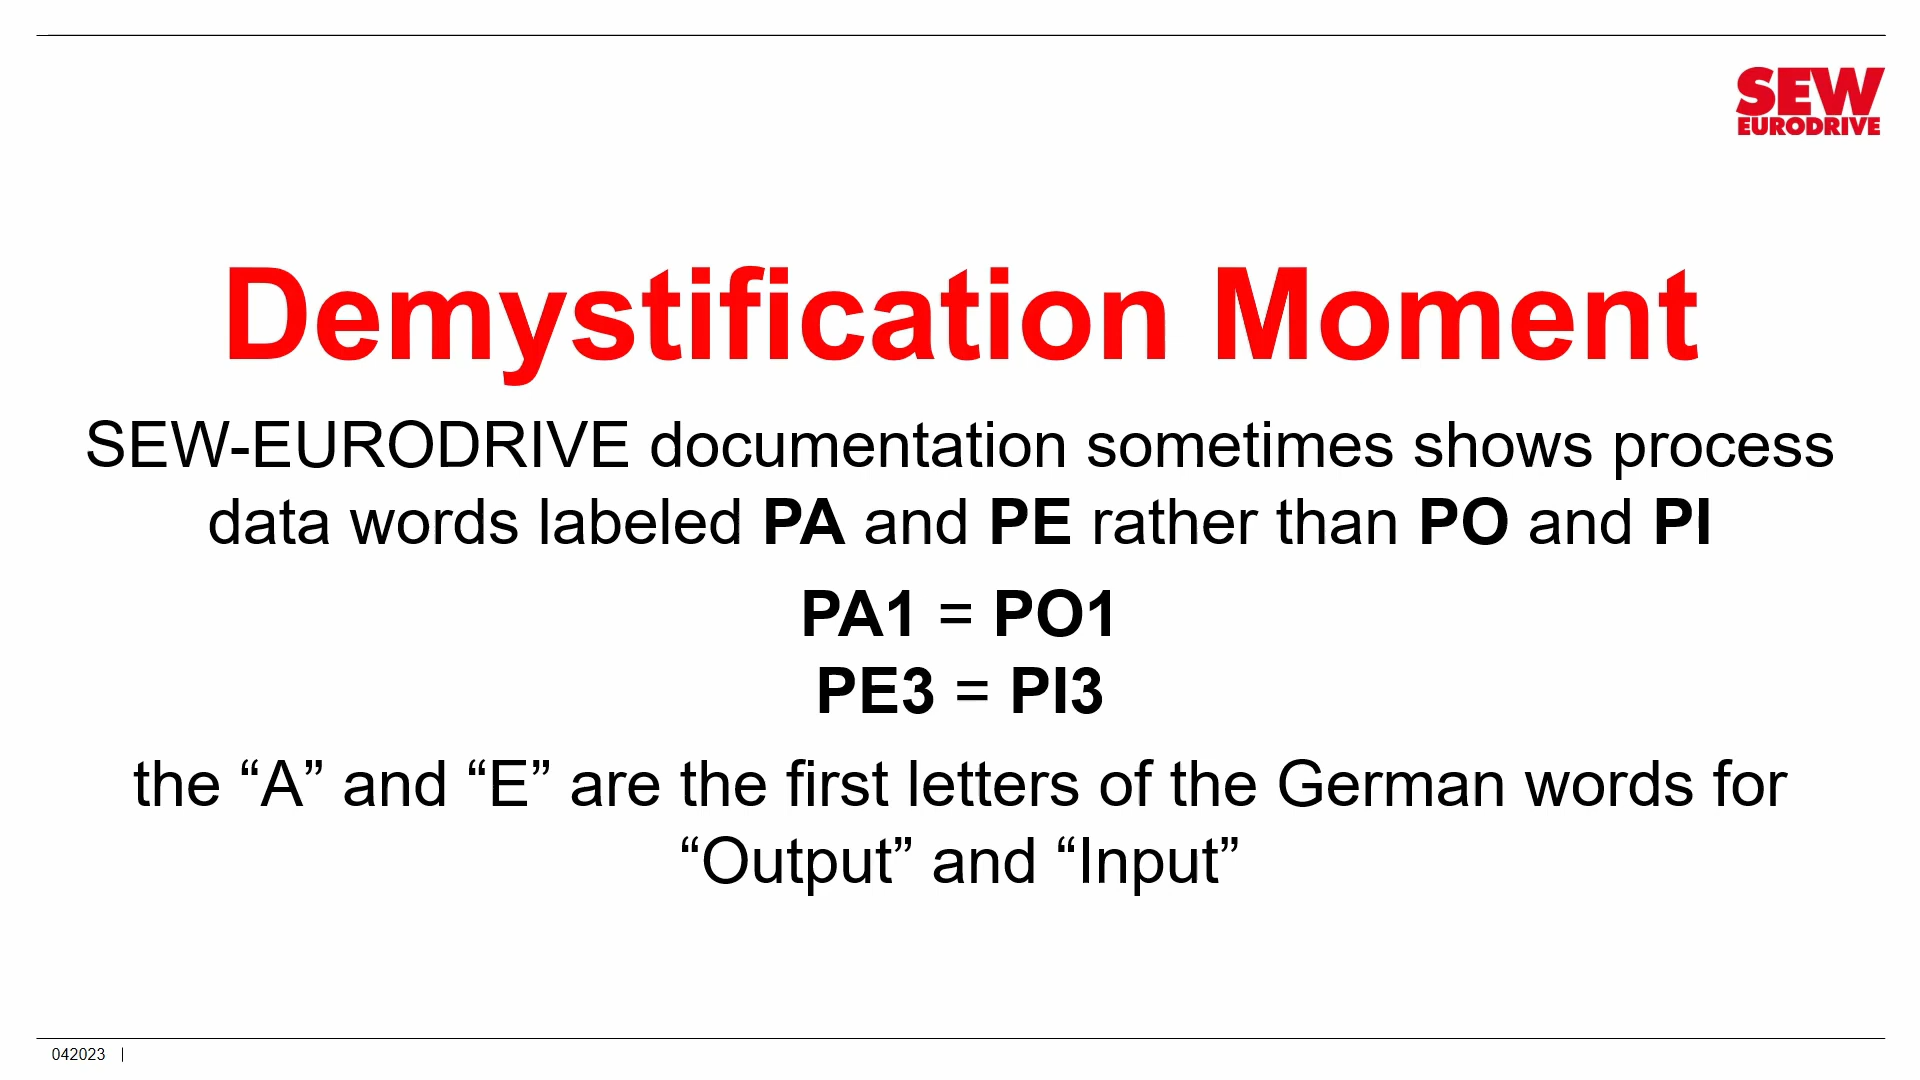 SEW
EURODRIVE
Demystification Moment
SEW-EURODRIVE documentation sometimes shows process
data words labeled PA and PE rather than PO and PI
PA1 = PO1
PE3 = PI3
the “A” and “E” are the first letters of the German words for
“Output” and “Input”
042023 |